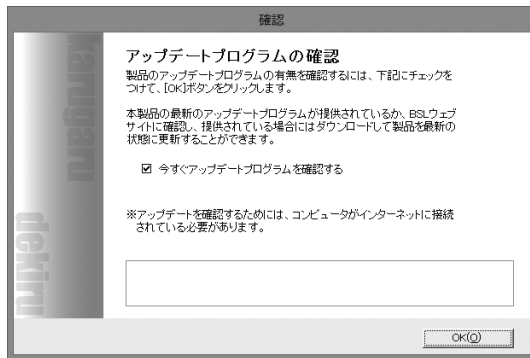 確認
karugaru
dekiru
アップデートプログラムの確認
製品のアップデートプログラムの有無を確認するには、下記にチェックを
つけて、[OK]ボタンをクリックします。
本製品の最新のアップデートプログラムが提供されているか、BSLウェブ
サイトに確認し、提供されている場合にはダウンロードして製品を最新の
状態に更新することができます。
今すぐアップデートプログラムを確認する
※アップデートを確認するためには、コンピュータがインターネットに接続
されている必要があります。
OK(O)